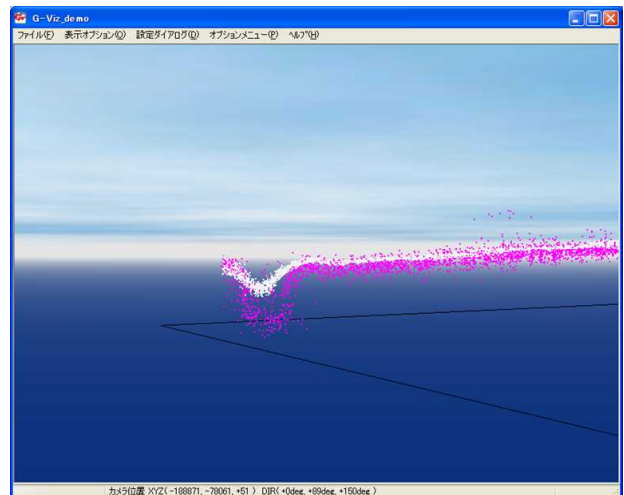 G-Viz_demo
ファイル(F) 表示オプション(O) 設定ダイアログ(D) オプションメニュー(P) ヘルプ(H)
カメラ位置 XYZ( -188871, -78061, +51 ) DIR( +0deg, +89deg, +150deg )